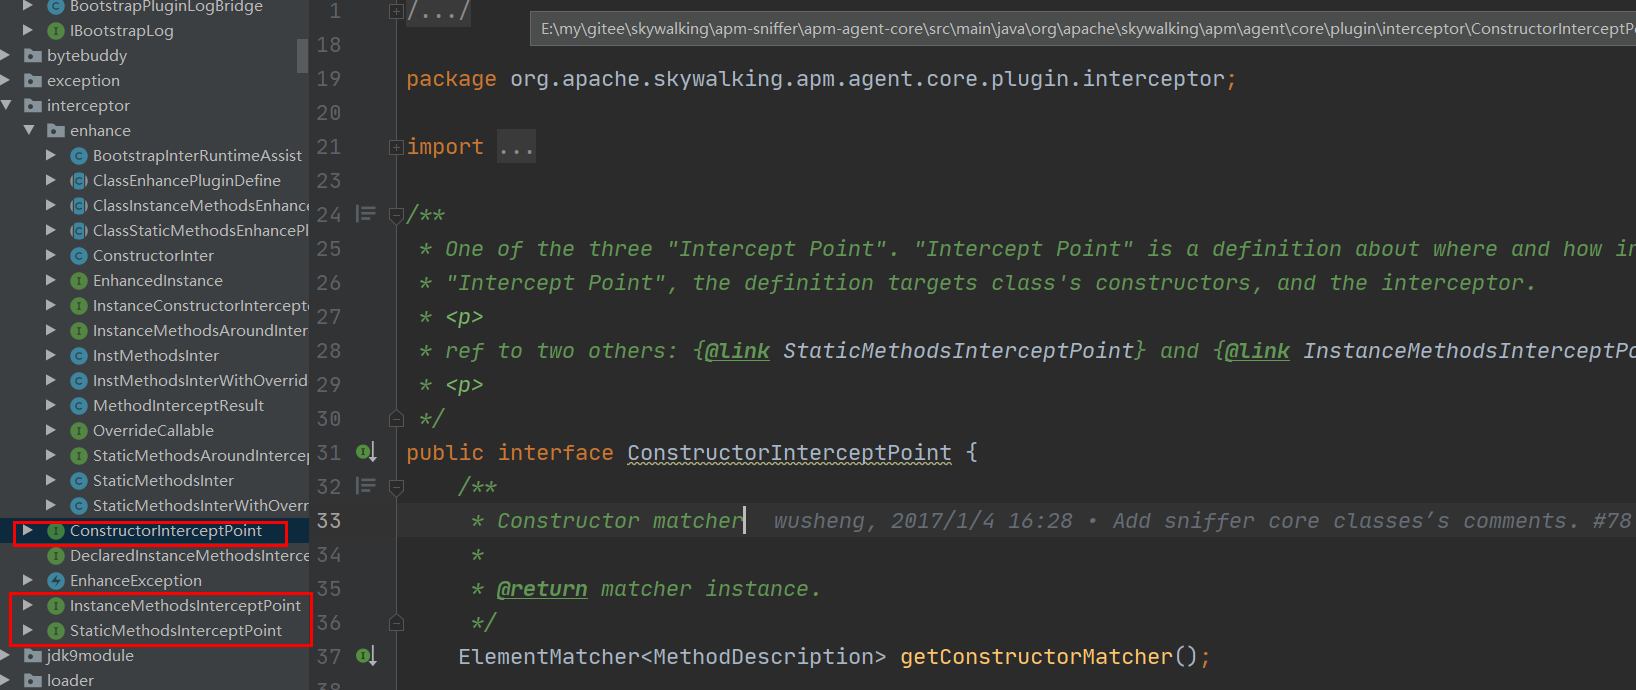 BootstrapPluginLogBridge
IBootstrapLog
bytebuddy
exception
interceptor
enhance
BootstrapInterRuntimeAssist
ClassEnhancePluginDefine
ClassInstanceMethodsEnhance
ClassStaticMethodsEnhancePl
ConstructorInter
EnhancedInstance
InstanceConstructorIntercepto
InstanceMethodsAroundInter
InstMethodsInter
InstMethodsInterWithOverrid
MethodInterceptResult
OverrideCallable
StaticMethodsAroundIntercep
StaticMethodsInter
StaticMethodsInterWithOverr
ConstructorInterceptPoint
DeclaredInstanceMethodsInterce
EnhanceException
InstanceMethodsInterceptPoint
StaticMethodsInterceptPoint
jdk9module
loader
E:\my\gitee\skywalking\apm-sniffer\apm-agent-core\src\main\java\org\apache\skywalking\apm\agent\core\plugin\interceptor\ConstructorInterceptPo
1 /.../
18
19 package org.apache.skywalking.apm.agent.core.plugin.interceptor;
20
21 import ...
23
24 /**
25 * One of the three "Intercept Point". "Intercept Point" is a definition about where and how in
26 * "Intercept Point", the definition targets class's constructors, and the interceptor.
27 * <p>
28 * ref to two others: {@link StaticMethodsInterceptPoint} and {@link InstanceMethodsInterceptPo
29 * <p>
30 */
31 public interface ConstructorInterceptPoint {
32 /**
33 * Constructor matcher wusheng, 2017/1/4 16:28 • Add sniffer core classes’s comments. #78
34 *
35 * @return matcher instance.
36 */
37 ElementMatcher<MethodDescription> getConstructorMatcher();
38